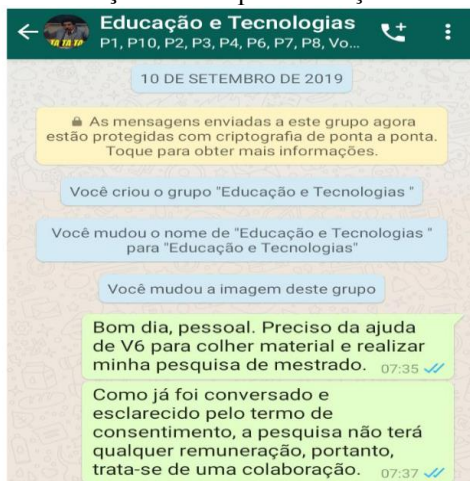 Educação e Tecnologias
P1, P10, P2, P3, P4, P6, P7, P8, Vo...
10 DE SETEMBRO DE 2019
As mensagens enviadas a este grupo agora
estão protegidas com criptografia de ponta a ponta.
Toque para obter mais informações.
Você criou o grupo "Educação e Tecnologias "
Você mudou o nome de "Educação e Tecnologias "
para "Educação e Tecnologias"
Você mudou a imagem deste grupo
Bom dia, pessoal. Preciso da ajuda
de V6 para colher material e realizar
minha pesquisa de mestrado. 07:35
Como já foi conversado e
esclarecido pelo termo de
consentimento, a pesquisa não terá
qualquer remuneração, portanto,
trata-se de uma colaboração. 07:37